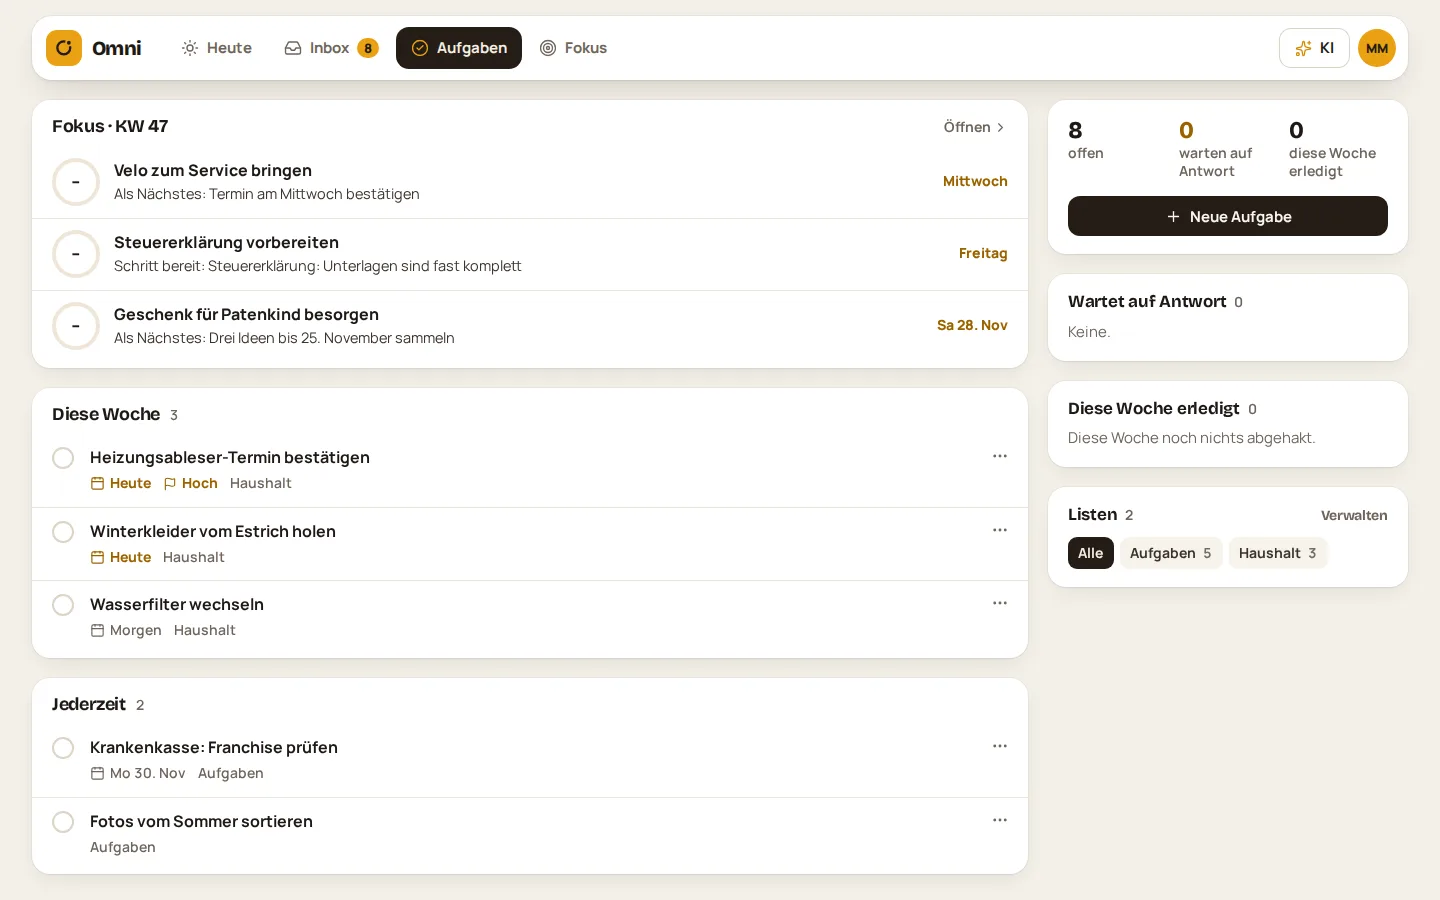 Omni
Heute
Inbox 8
Aufgaben
Fokus
KI
MM
Fokus · KW 47
Öffnen
-
Velo zum Service bringen
Als Nächstes: Termin am Mittwoch bestätigen
Mittwoch
-
Steuererklärung vorbereiten
Schritt bereit: Steuererklärung: Unterlagen sind fast komplett
Freitag
-
Geschenk für Patenkind besorgen
Als Nächstes: Drei Ideen bis 25. November sammeln
Sa 28. Nov
Diese Woche 3
Heizungsableser-Termin bestätigen
Heute Hoch Haushalt
Winterkleider vom Estrich holen
Heute Haushalt
Wasserfilter wechseln
Morgen Haushalt
Jederzeit 2
Krankenkasse: Franchise prüfen
Mo 30. Nov Aufgaben
Fotos vom Sommer sortieren
Aufgaben
8
offen
0
warten auf
Antwort
0
diese Woche
erledigt
+ Neue Aufgabe
Wartet auf Antwort 0
Keine.
Diese Woche erledigt 0
Diese Woche noch nichts abgehakt.
Listen 2
Verwalten
Alle
Aufgaben 5
Haushalt 3